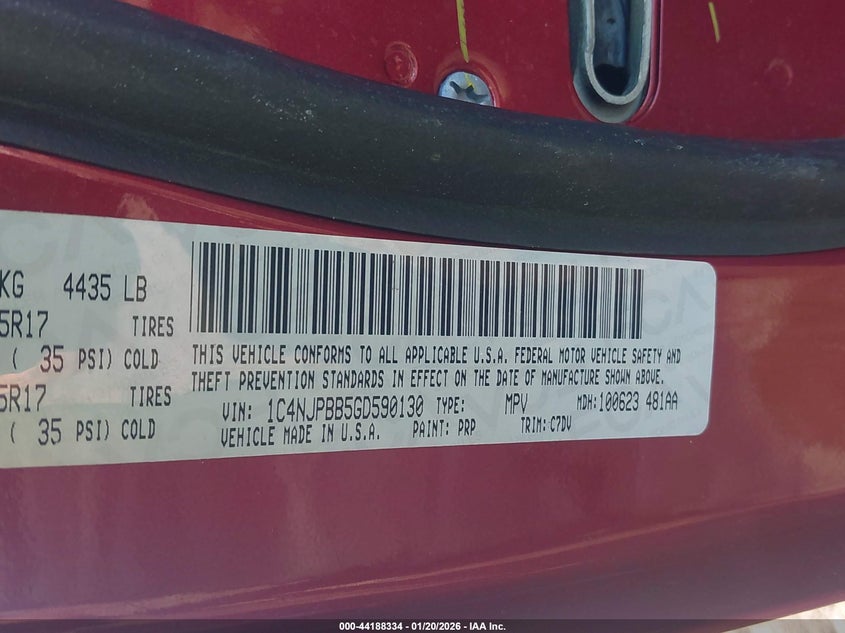 KG 4435 LB
5R17 TIRES
( 35 PSI) COLD
5R17 TIRES
( 35 PSI) COLD
THIS VEHICLE CONFORMS TO ALL APPLICABLE U.S.A. FEDERAL MOTOR VEHICLE SAFETY AND
THEFT PREVENTION STANDARDS IN EFFECT ON THE DATE OF MANUFACTURE SHOWN ABOVE.
VIN: 1C4NJPBB5GD590130 TYPE: MPV MDH:100623 481AA
VEHICLE MADE IN U.S.A. PAINT: PRP TRIM: C7DV
000-44188334 - 01/20/2026 - IAA Inc.